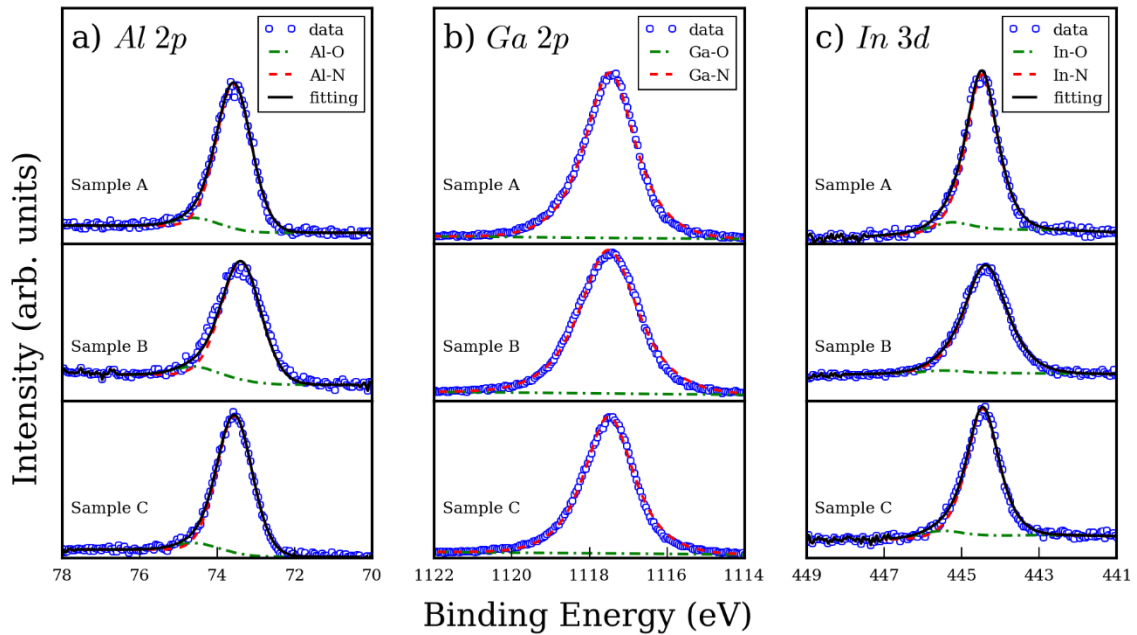 a) Al 2p
data
Al-O
Al-N
fitting
Sample A
Sample B
Sample C
78 76 74 72 70
b) Ga 2p
data
Ga-O
Ga-N
Sample A
Sample B
Sample C
1122 1120 1118 1116 1114
c) In 3d
data
In-O
In-N
fitting
Sample A
Sample B
Sample C
449 447 445 443 441
Intensity (arb. units)
Binding Energy (eV)